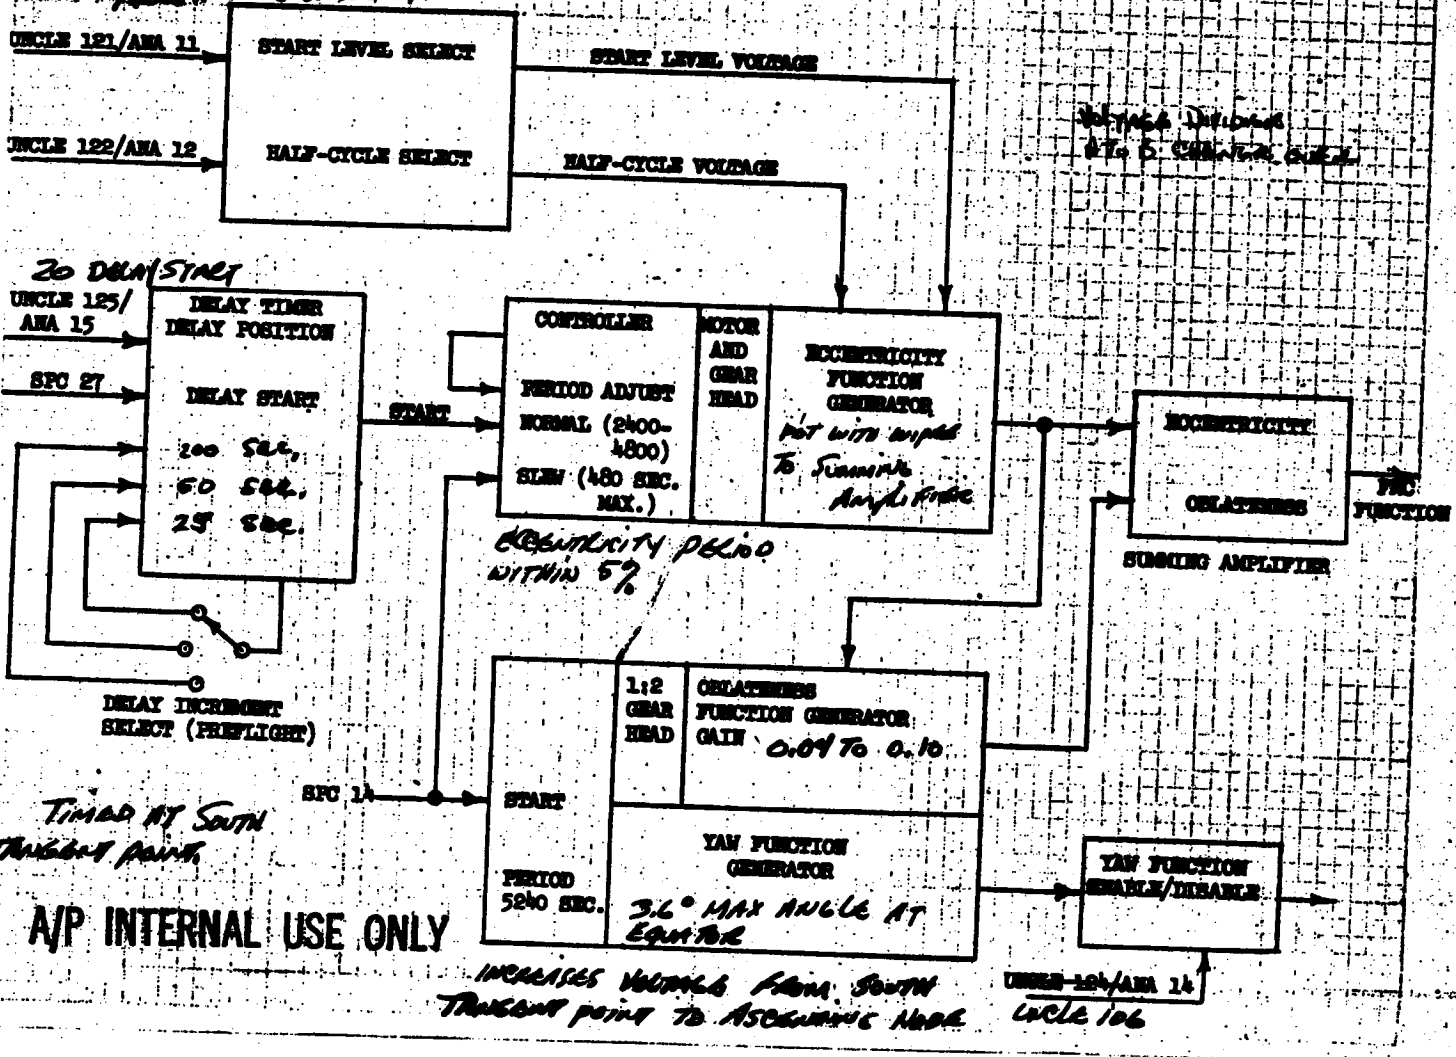 UNCLE 121/ANA 11
START LEVEL SELECT
START LEVEL VOLTAGE
UNCLE 122/ANA 12
HALF-CYCLE SELECT
HALF-CYCLE VOLTAGE
VOLTAGE
A TO D
20 DELAY START
UNCLE 125/
ANA 15
SPC 27
DELAY TIMER
DELAY POSITION
DELAY START
200 SEC.
50 SEC.
25 SEC.
START
CONTROLLER
PERIOD ADJUST
NORMAL (2400-
4800)
SLEW (480 SEC.
MAX.)
MOTOR
AND
GEAR
HEAD
ECCENTRICITY
FUNCTION
GENERATOR
POT WITH WIPER
TO SUMMING
AMPLIFIER
ECCENTRICITY
OBLATENESS
FMC
FUNCTION
SUMMING AMPLIFIER
ECCENTRICITY PERIOD
WITHIN 5%
DELAY INCREMENT
SELECT (PREFLIGHT)
SPC 14
START
PERIOD
5240 SEC.
1:2
GEAR
HEAD
OBLATENESS
FUNCTION GENERATOR
GAIN 0.04 TO 0.10
YAW FUNCTION
GENERATOR
3.6° MAX ANGLE AT
EQUATOR
YAW FUNCTION
ENABLE/DISABLE
TIMED AT SOUTH
TANGENT POINT.
A/P INTERNAL USE ONLY
INCREASES VOLTAGE FROM SOUTH
TANGENT POINT TO ASCENDING NODE
UNCLE 124/ANA 14
UNCLE 106